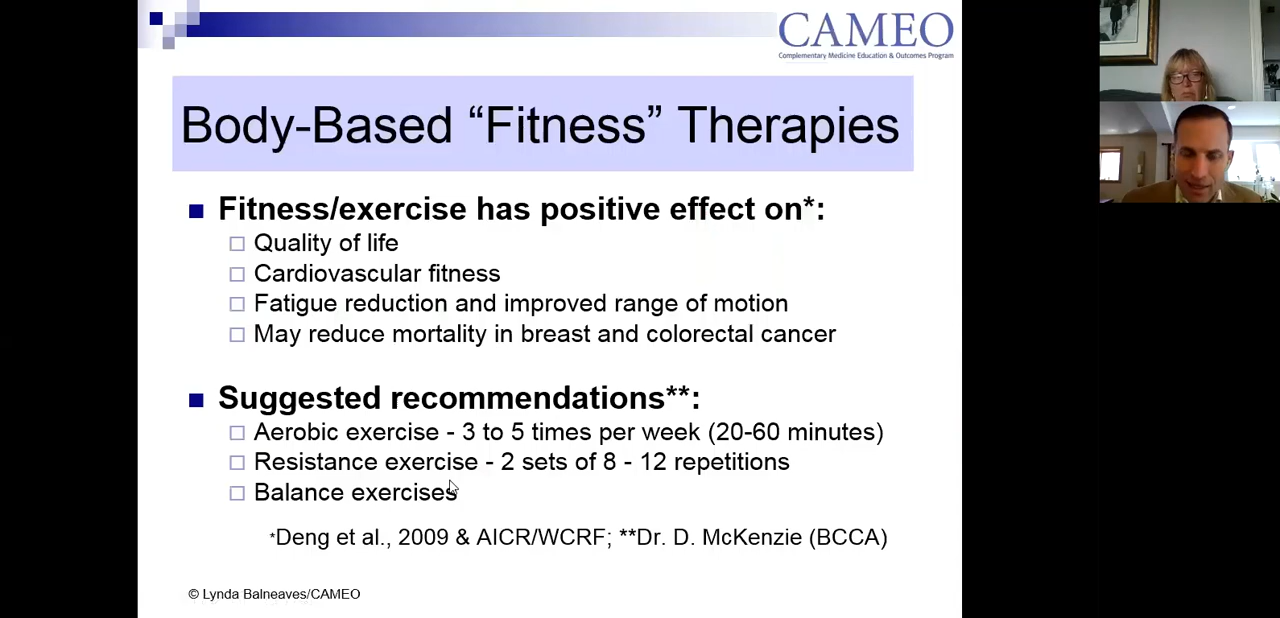 CAMEO
Complementary Medicine Education & Outcomes Program
Body-Based “Fitness” Therapies
Fitness/exercise has positive effect on*:
Quality of life
Cardiovascular fitness
Fatigue reduction and improved range of motion
May reduce mortality in breast and colorectal cancer
Suggested recommendations**:
Aerobic exercise - 3 to 5 times per week (20-60 minutes)
Resistance exercise - 2 sets of 8 - 12 repetitions
Balance exercises
*Deng et al., 2009 & AICR/WCRF; **Dr. D. McKenzie (BCCA)
© Lynda Balneaves/CAMEO